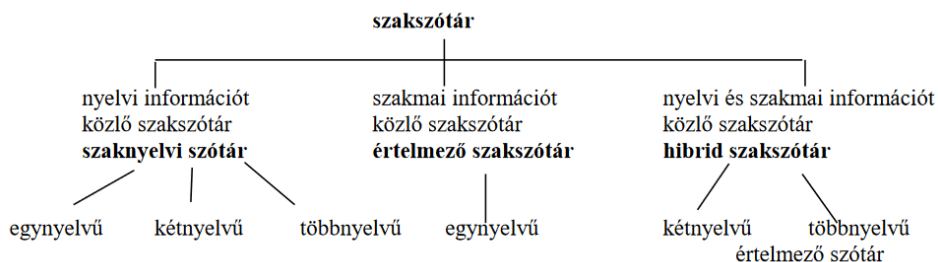 szakszótár
nyelvi információt
közlő szakszótár
szaknyelvi szótár
szakmai információt
közlő szakszótár
értelmező szakszótár
nyelvi és szakmai információt
közlő szakszótár
hibrid szakszótár
egynyelvű
kétnyelvű
többnyelvű
egynyelvű
kétnyelvű
többnyelvű
értelmező szótár